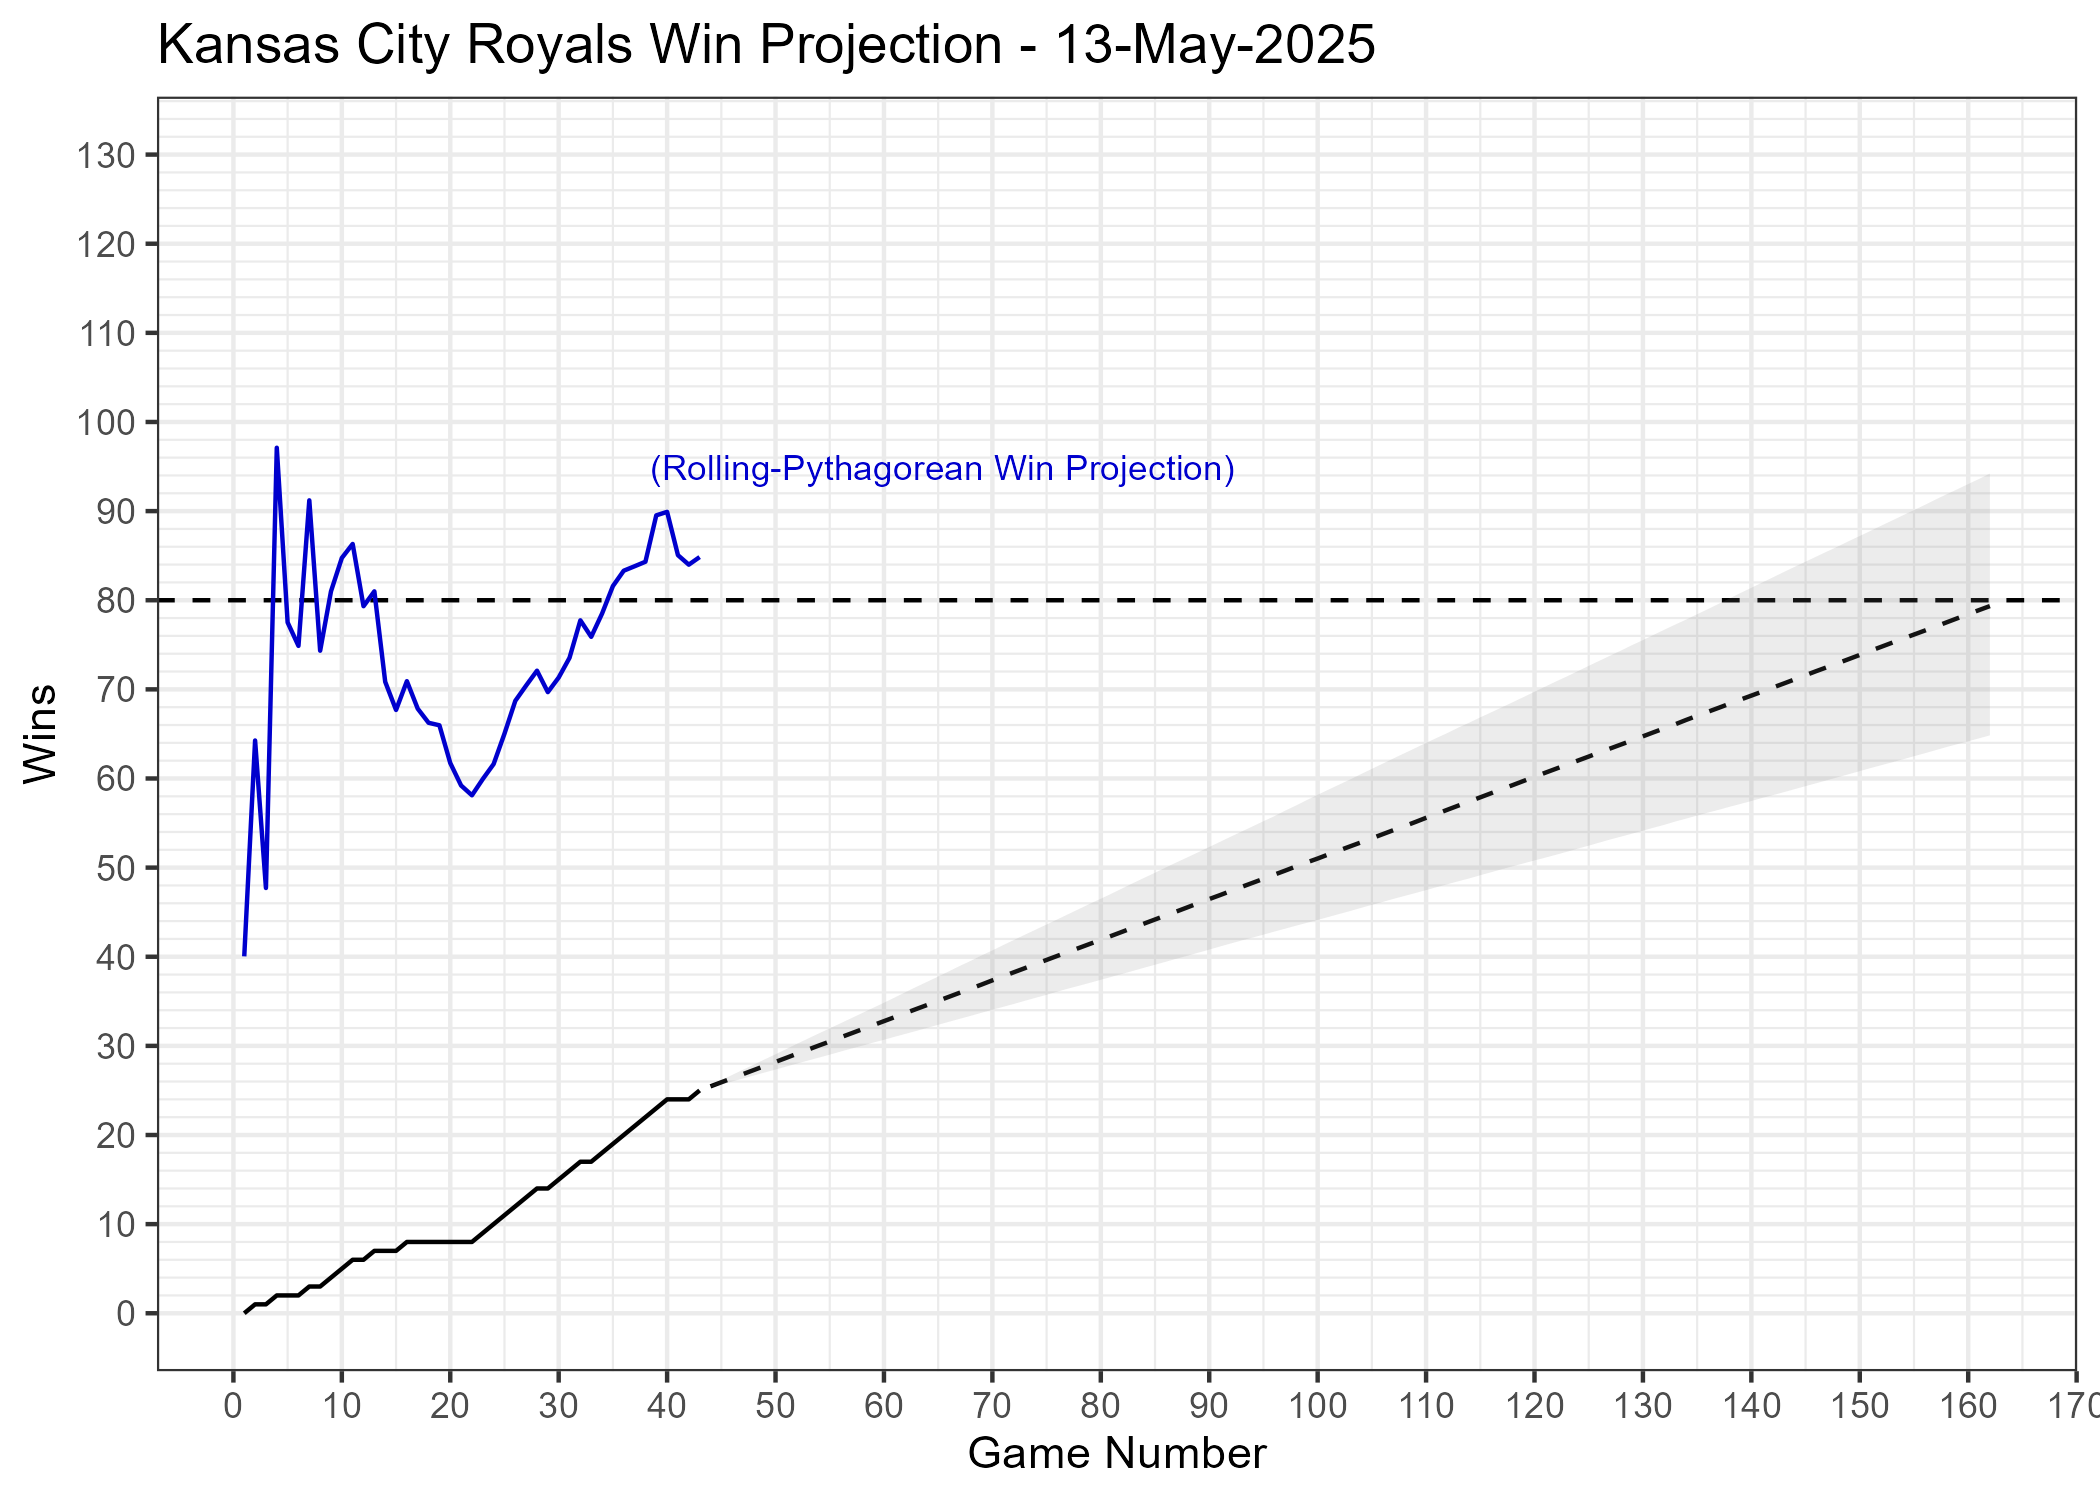 Kansas City Royals Win Projection - 13-May-2025
130
120
110
100
90
80
70
60
50
40
30
20
10
0
Wins
(Rolling-Pythagorean Win Projection)
0 10 20 30 40 50 60 70 80 90 100 110 120 130 140 150 160 170
Game Number